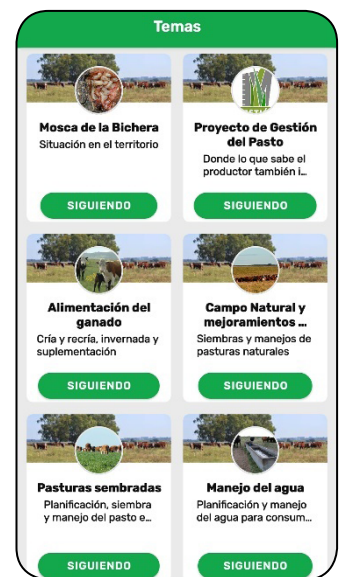 Temas
Mosca de la Bichera
Situación en el territorio
SIGUIENDO
Proyecto de Gestión
del Pasto
Donde lo que sabe el
productor también i...
SIGUIENDO
Alimentación del
ganado
Cría y recría, invernada y
suplementación
SIGUIENDO
Campo Natural y
mejoramientos ...
Siembras y manejos de
pasturas naturales
SIGUIENDO
Pasturas sembradas
Planificación, siembra
y manejo del pasto e...
SIGUIENDO
Manejo del agua
Planificación y manejo
del agua para consum...
SIGUIENDO